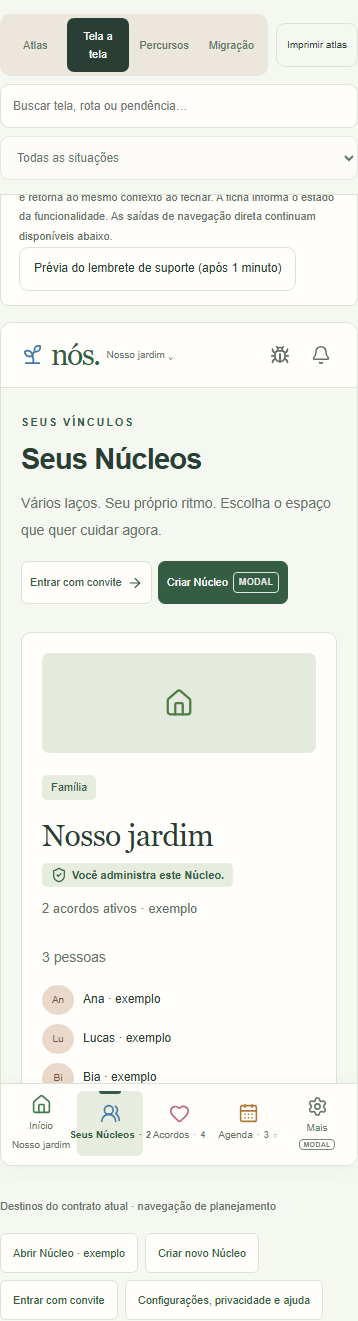 Atlas
Tela a
tela
Percursos
Migração
Imprimir atlas
Buscar tela, rota ou pendência...
Todas as situações
e retorna ao mesmo contexto ao fechar. A ficha informa o estado
da funcionalidade. As saídas de navegação direta continuam
disponíveis abaixo.
Prévia do lembrete de suporte (após 1 minuto)
nós. Nosso jardim
SEUS VÍNCULOS
Seus Núcleos
Vários laços. Seu próprio ritmo. Escolha o espaço
que quer cuidar agora.
Entrar com convite →
Criar Núcleo MODAL
Família
Nosso jardim
Você administra este Núcleo.
2 acordos ativos · exemplo
3 pessoas
An Ana · exemplo
Lu Lucas · exemplo
Bi Bia · exemplo
Início
Nosso jardim
Seus Núcleos · 2
Acordos · 4
Agenda · 3
Mais
MODAL
Destinos do contrato atual · navegação de planejamento
Abrir Núcleo · exemplo
Criar novo Núcleo
Entrar com convite
Configurações, privacidade e ajuda